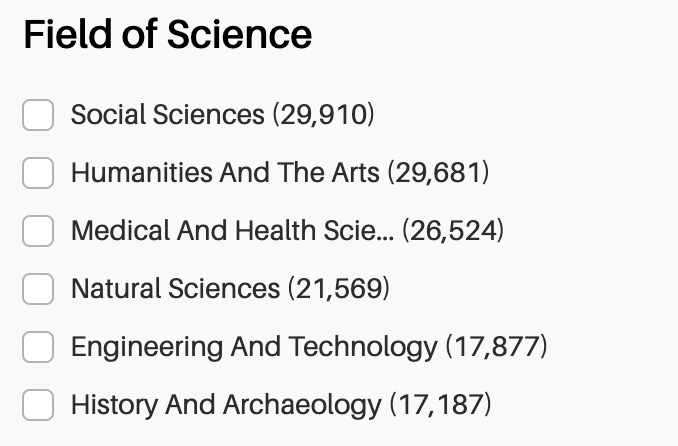 Field of Science
Social Sciences (29,910)
Humanities And The Arts (29,681)
Medical And Health Scie... (26,524)
Natural Sciences (21,569)
Engineering And Technology (17,877)
History And Archaeology (17,187)